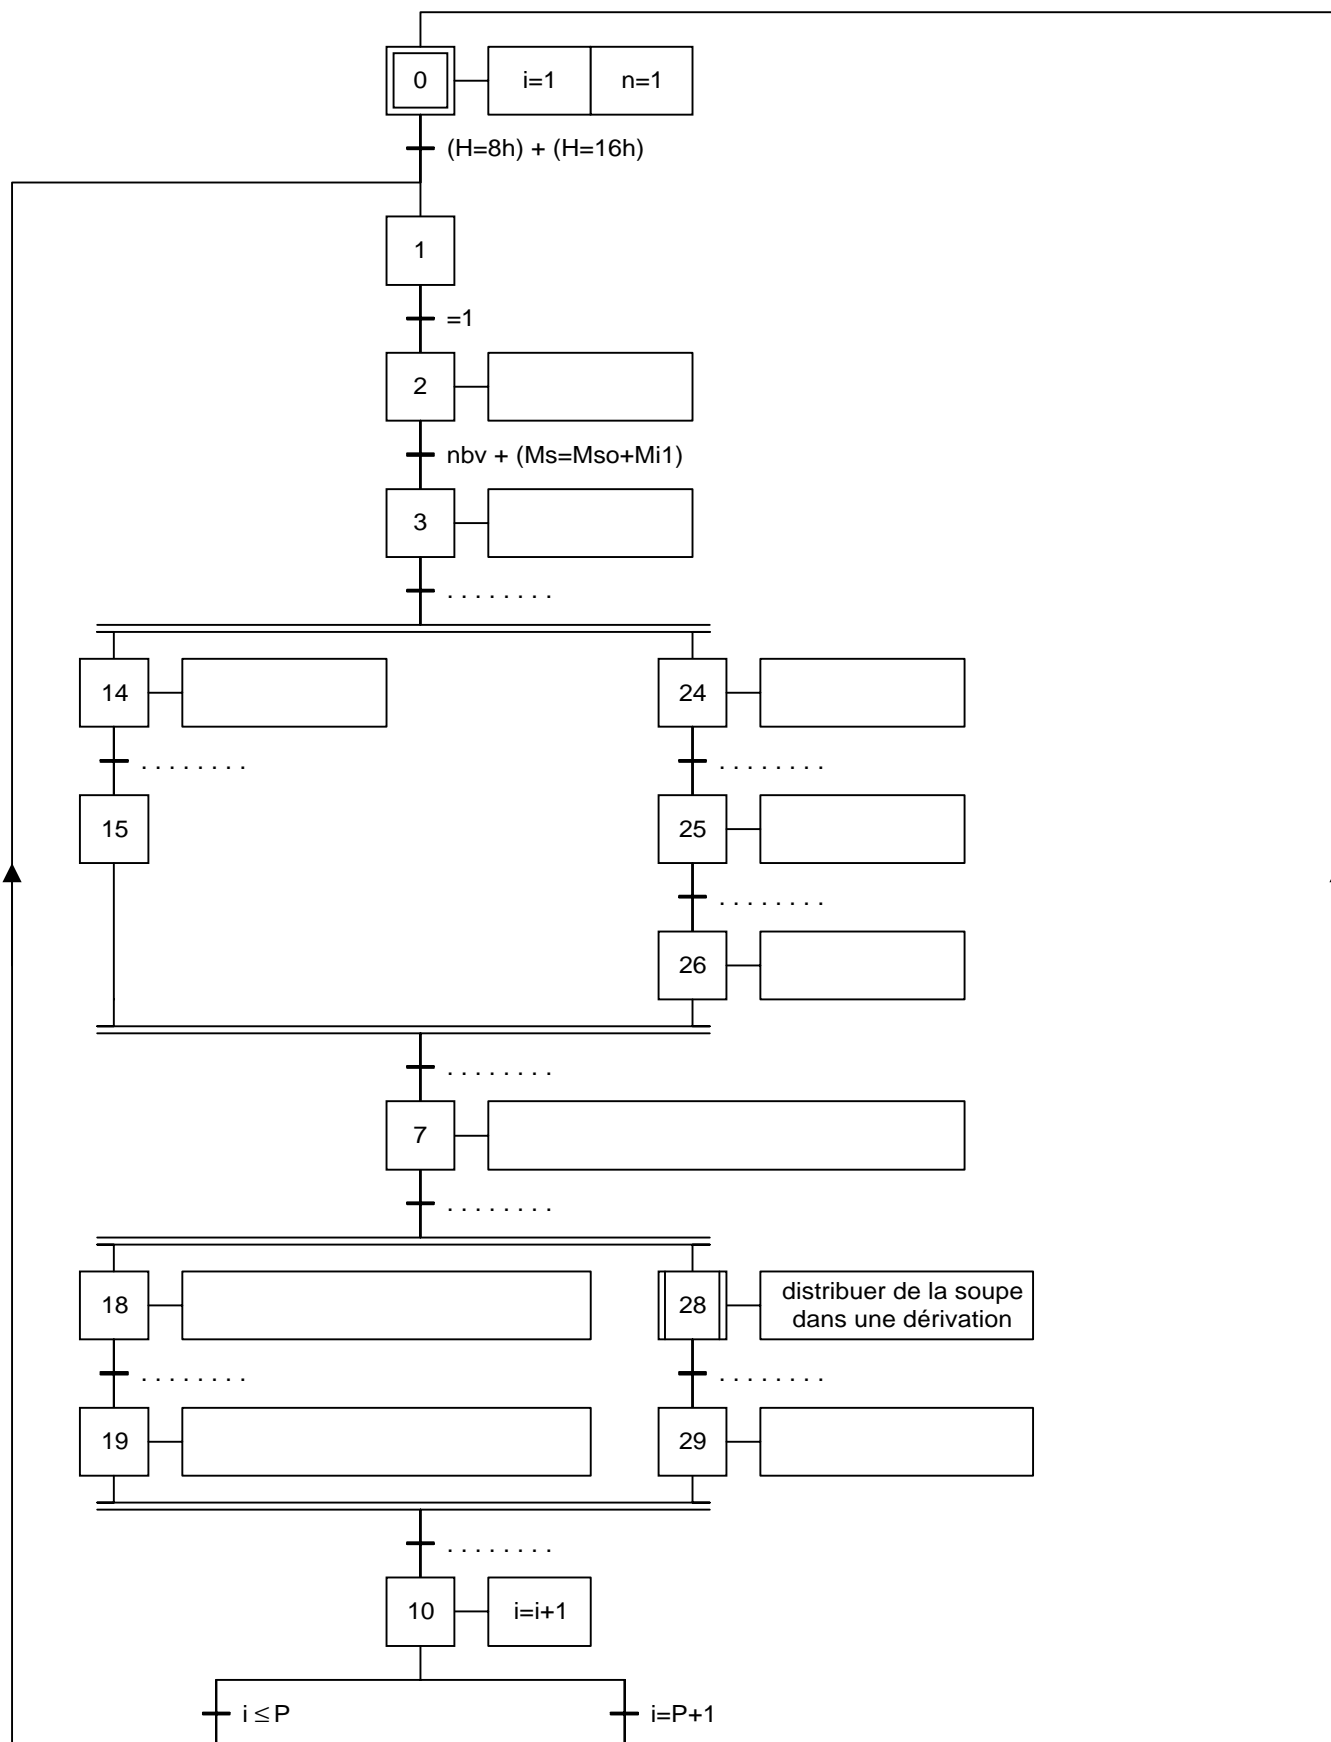 0 i=1 n=1
(H=8h) + (H=16h)
1
=1
2
nbv + (Ms=Mso+Mi1)
3
. . . . . . . .
14 24
. . . . . . . . . . . . . . . .
15 25
. . . . . . . .
26
. . . . . . . .
7
. . . . . . . .
18 28 distribuer de la soupe
dans une dérivation
. . . . . . . . . . . . . . . .
19 29
. . . . . . . .
10 i=i+1
i ≤ P i=P+1